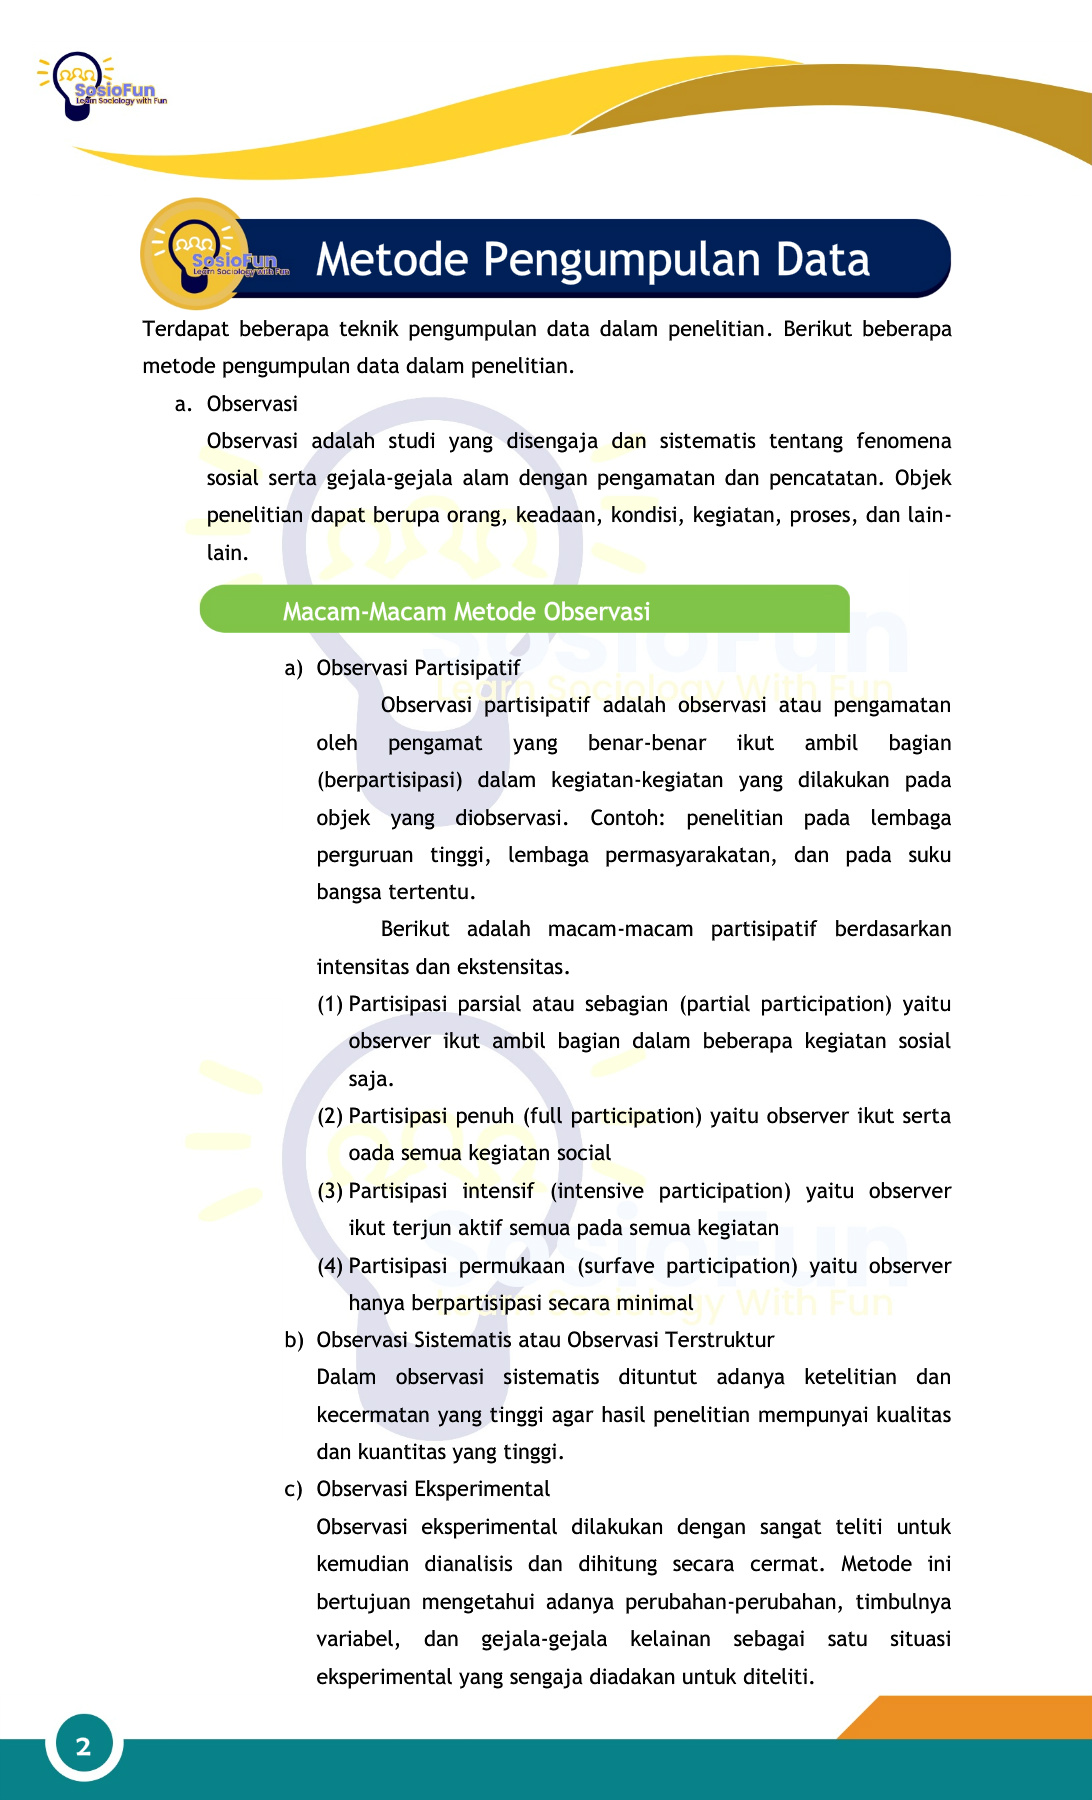 SosioFun
Learn Sociology with Fun
SosioFun
Learn Sociology with Fun
Metode Pengumpulan Data
Terdapat beberapa teknik pengumpulan data dalam penelitian. Berikut beberapa
metode pengumpulan data dalam penelitian.
a. Observasi
Observasi adalah studi yang disengaja dan sistematis tentang fenomena
sosial serta gejala-gejala alam dengan pengamatan dan pencatatan. Objek
penelitian dapat berupa orang, keadaan, kondisi, kegiatan, proses, dan lain-
lain.
Macam-Macam Metode Observasi
SosioFun
Learn Sociology With Fun
a) Observasi Partisipatif
Observasi partisipatif adalah observasi atau pengamatan
oleh pengamat yang benar-benar ikut ambil bagian
(berpartisipasi) dalam kegiatan-kegiatan yang dilakukan pada
objek yang diobservasi. Contoh: penelitian pada lembaga
perguruan tinggi, lembaga permasyarakatan, dan pada suku
bangsa tertentu.
Berikut adalah macam-macam partisipatif berdasarkan
intensitas dan ekstensitas.
(1) Partisipasi parsial atau sebagian (partial participation) yaitu
observer ikut ambil bagian dalam beberapa kegiatan sosial
saja.
(2) Partisipasi penuh (full participation) yaitu observer ikut serta
oada semua kegiatan social
(3) Partisipasi intensif (intensive participation) yaitu observer
ikut terjun aktif semua pada semua kegiatan
(4) Partisipasi permukaan (surfave participation) yaitu observer
hanya berpartisipasi secara minimal
SosioFun
Learn Sociology With Fun
b) Observasi Sistematis atau Observasi Terstruktur
Dalam observasi sistematis dituntut adanya ketelitian dan
kecermatan yang tinggi agar hasil penelitian mempunyai kualitas
dan kuantitas yang tinggi.
c) Observasi Eksperimental
Observasi eksperimental dilakukan dengan sangat teliti untuk
kemudian dianalisis dan dihitung secara cermat. Metode ini
bertujuan mengetahui adanya perubahan-perubahan, timbulnya
variabel, dan gejala-gejala kelainan sebagai satu situasi
eksperimental yang sengaja diadakan untuk diteliti.
2